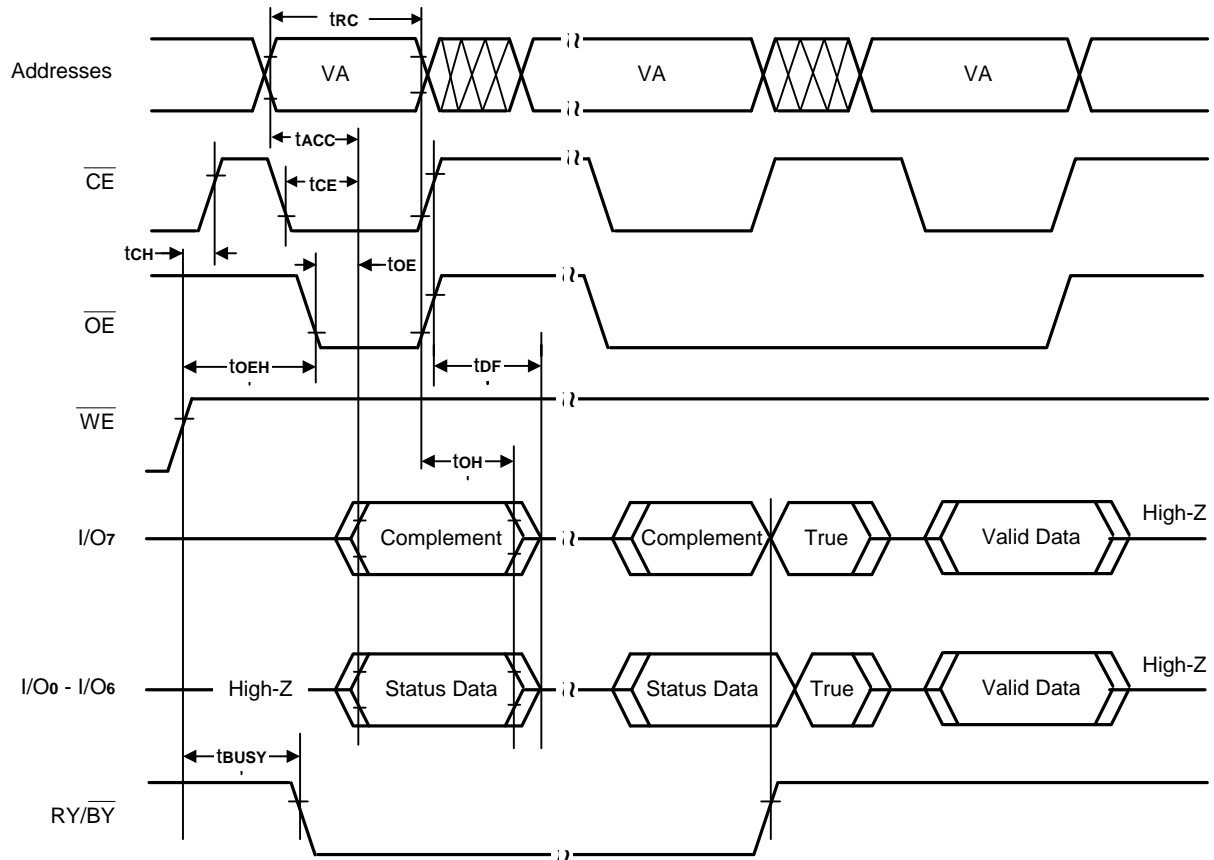 tRC
Addresses VA VA VA
tACC
CE
tCE
tCH
tOE
OE
tOEH
tDF
WE
tOH
I/O7 Complement Complement True Valid Data High-Z
I/O0 - I/O6 High-Z Status Data Status Data True Valid Data High-Z
tBUSY
RY/BY